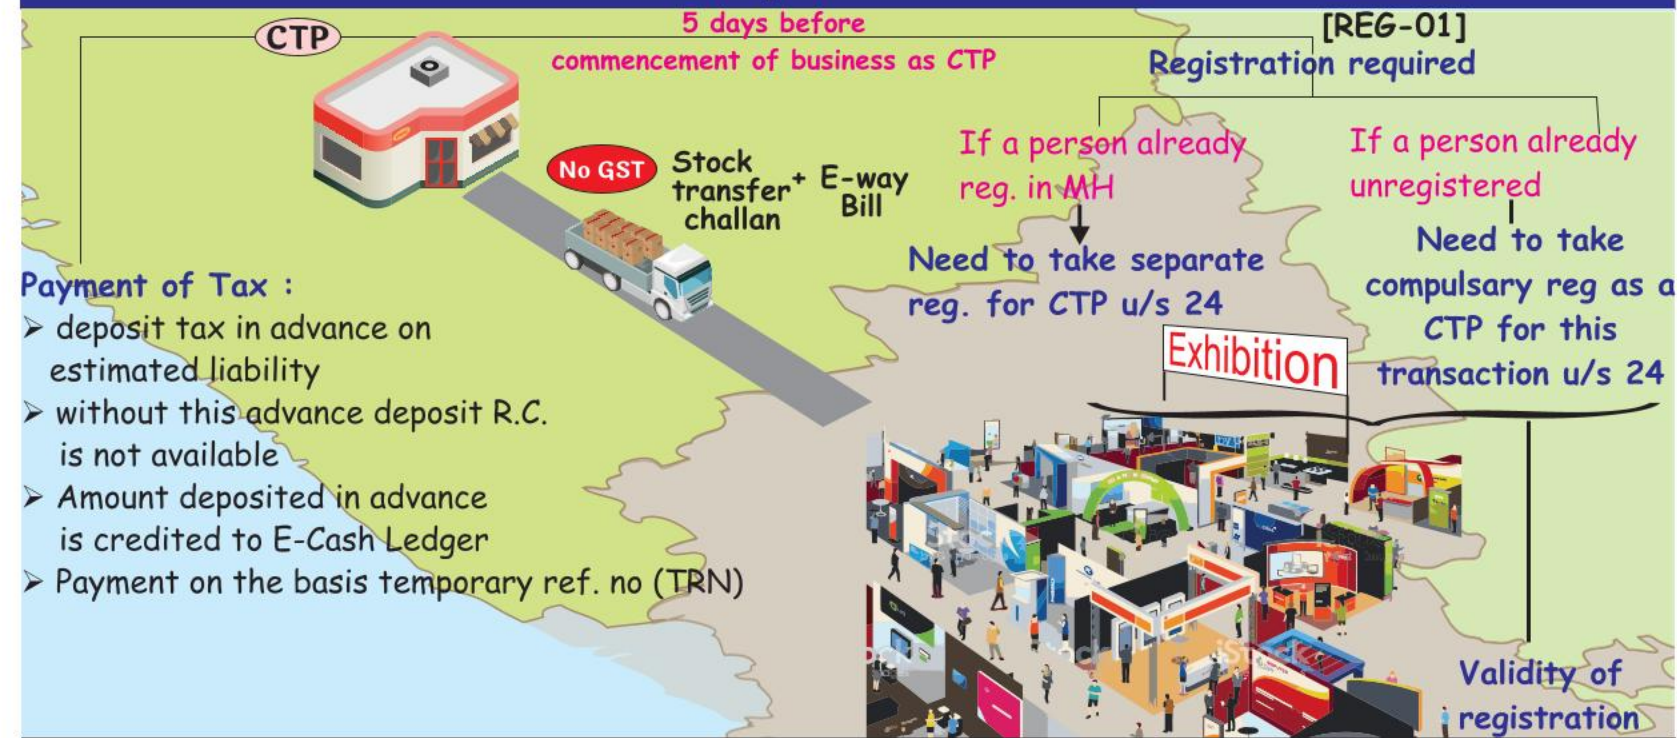 CTP
5 days before
commencement of business as CTP
[REG-01]
Registration required
No GST
Stock
transfer + E-way
challan Bill
If a person already
reg. in MH
Need to take separate
reg. for CTP u/s 24
If a person already
unregistered
Need to take
compulsary reg as a
CTP for this
transaction u/s 24
Payment of Tax :
➢ deposit tax in advance on
estimated liability
➢ without this advance deposit R.C.
is not available
➢ Amount deposited in advance
is credited to E-Cash Ledger
➢ Payment on the basis temporary ref. no (TRN)
Exhibition
iStock
Validity of
registration